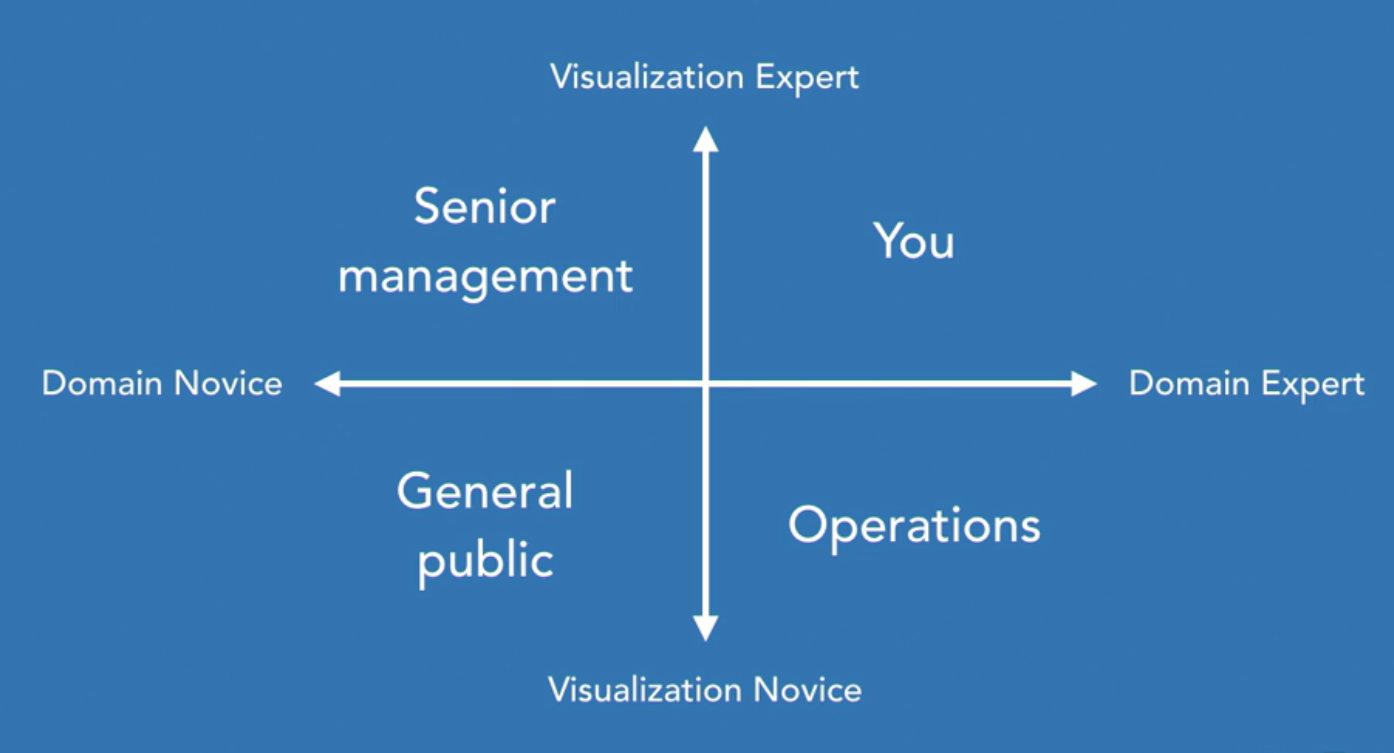 Visualization Expert
Senior
management
You
Domain Novice
Domain Expert
General
public
Operations
Visualization Novice